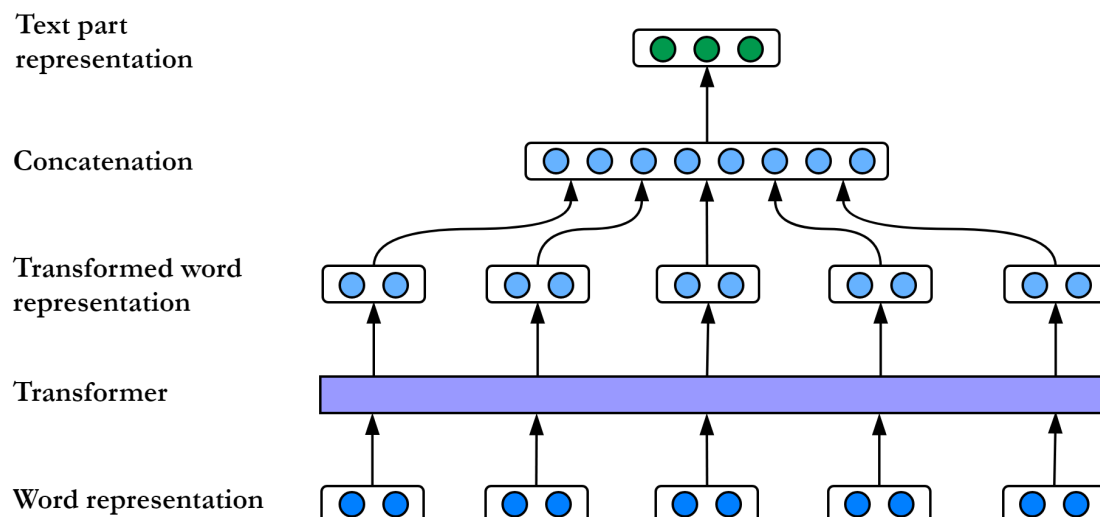 Text part
representation
Concatenation
Transformed word
representation
Transformer
Word representation